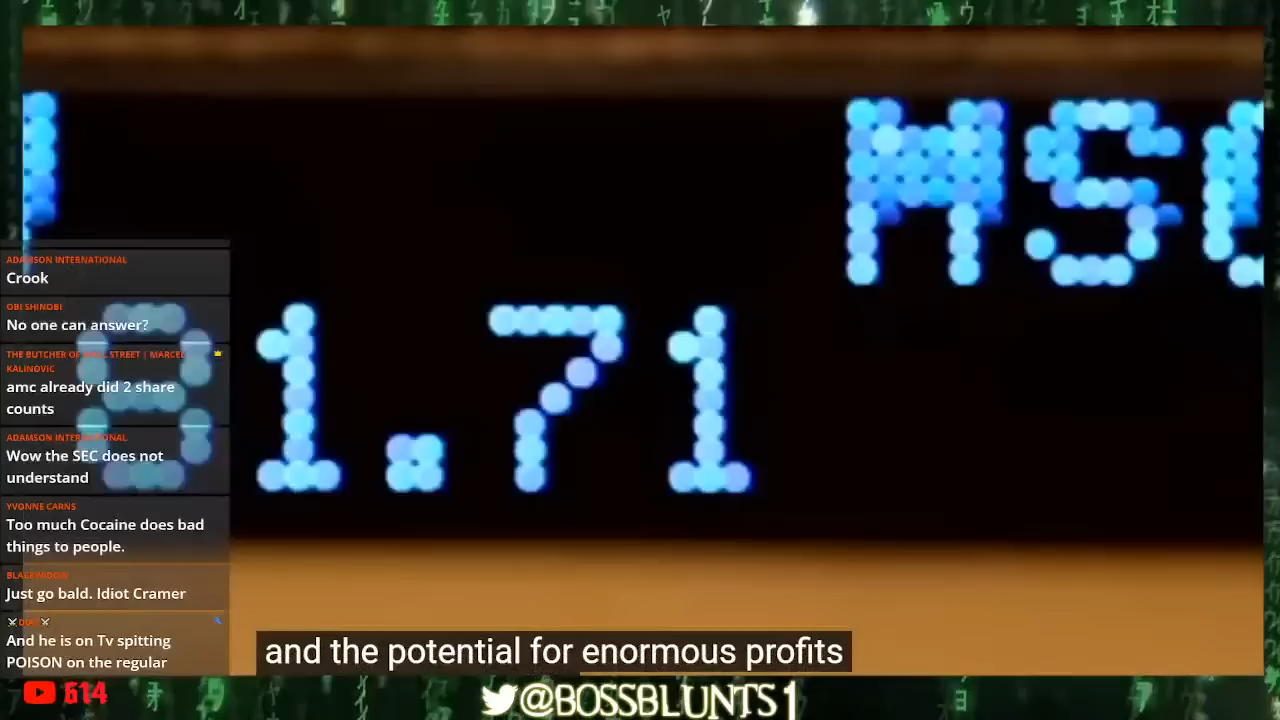 MS
81.71
ADAMSON INTERNATIONAL
Crook
OBI SHINOBI
No one can answer?
THE BUTCHER OF WALL STREET | MARCEL
KALINOVIC
amc already did 2 share
counts
ADAMSON INTERNATIONAL
Wow the SEC does not
understand
YVONNE CARNS
Too much Cocaine does bad
things to people.
BLACKWIDOW
Just go bald. Idiot Cramer
And he is on Tv spitting
POISON on the regular
and the potential for enormous profits
614
@BOSSBLUNTS1